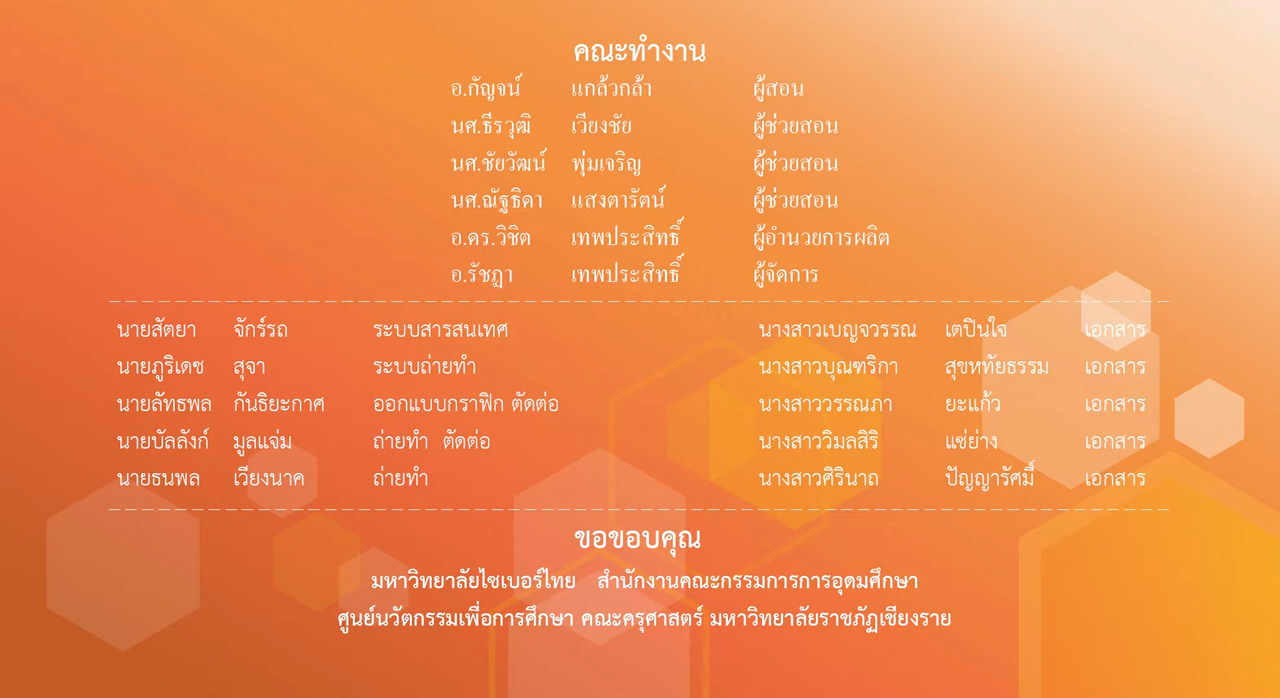 คณะทำงาน
อ.กัญจน์ แกล้วกล้า ผู้สอน
นศ.ธีรวุฒิ เวียงชัย ผู้ช่วยสอน
นศ.ชัยวัฒน์ พุ่มเจริญ ผู้ช่วยสอน
นศ.ณัฐธิดา แสงดารัตน์ ผู้ช่วยสอน
อ.ดร.วิชิต เทพประสิทธิ์ ผู้อำนวยการผลิต
อ.รัชฎา เทพประสิทธิ์ ผู้จัดการ
นายสัตยา จักร์รถ ระบบสารสนเทศ นางสาวเบญจวรรณ เตปินใจ เอกสาร
นายภูริเดช สุจา ระบบถ่ายทำ นางสาวบุณฑริกา สุขหทัยธรรม เอกสาร
นายลัทธพล กันธิยะกาศ ออกแบบกราฟิก ตัดต่อ นางสาววรรณภา ยะแก้ว เอกสาร
นายบัลลังก์ มูลแจ่ม ถ่ายทำ ตัดต่อ นางสาววิมลสิริ แซ่ย่าง เอกสาร
นายธนพล เวียงนาค ถ่ายทำ นางสาวศิรินาถ ปัญญารัศมี์ เอกสาร
ขอขอบคุณ
มหาวิทยาลัยไซเบอร์ไทย สำนักงานคณะกรรมการการอุดมศึกษา
ศูนย์นวัตกรรมเพื่อการศึกษา คณะครุศาสตร์ มหาวิทยาลัยราชภัฏเชียงราย